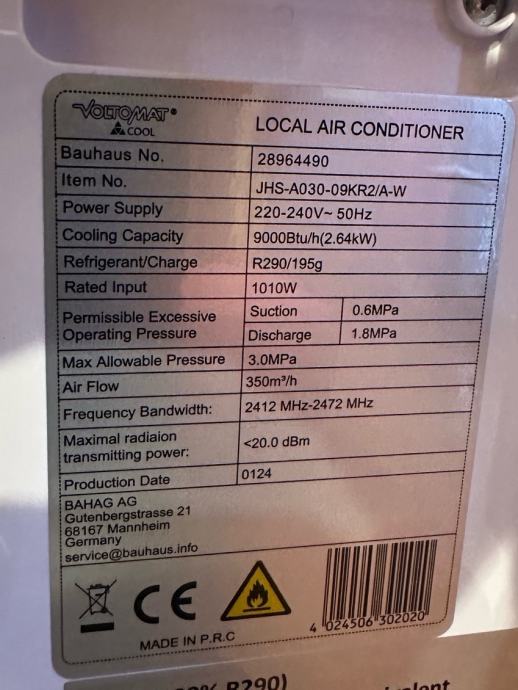 VOLTOMAT®
COOL
LOCAL AIR CONDITIONER
Bauhaus No. 28964490
Item No. JHS-A030-09KR2/A-W
Power Supply 220-240V~ 50Hz
Cooling Capacity 9000Btu/h(2.64kW)
Refrigerant/Charge R290/195g
Rated Input 1010W
Permissible Excessive Operating Pressure Suction 0.6MPa
Discharge 1.8MPa
Max Allowable Pressure 3.0MPa
Air Flow 350m³/h
Frequency Bandwidth: 2412 MHz-2472 MHz
Maximal radiaion transmitting power: <20.0 dBm
Production Date 0124
BAHAG AG
Gutenbergstrasse 21
68167 Mannheim
Germany
service@bauhaus.info
CE
MADE IN P.R.C
4 024506 302020
R290)